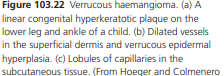 Figure 103.22 Verrucous haemangioma. (a) A
linear congenital hyperkeratotic plaque on the
lower leg and ankle of a child. (b) Dilated vessels
in the superficial dermis and verrucous epidermal
hyperplasia. (c) Lobules of capillaries in the
subcutaneous tissue. (From Hoeger and Colmenero